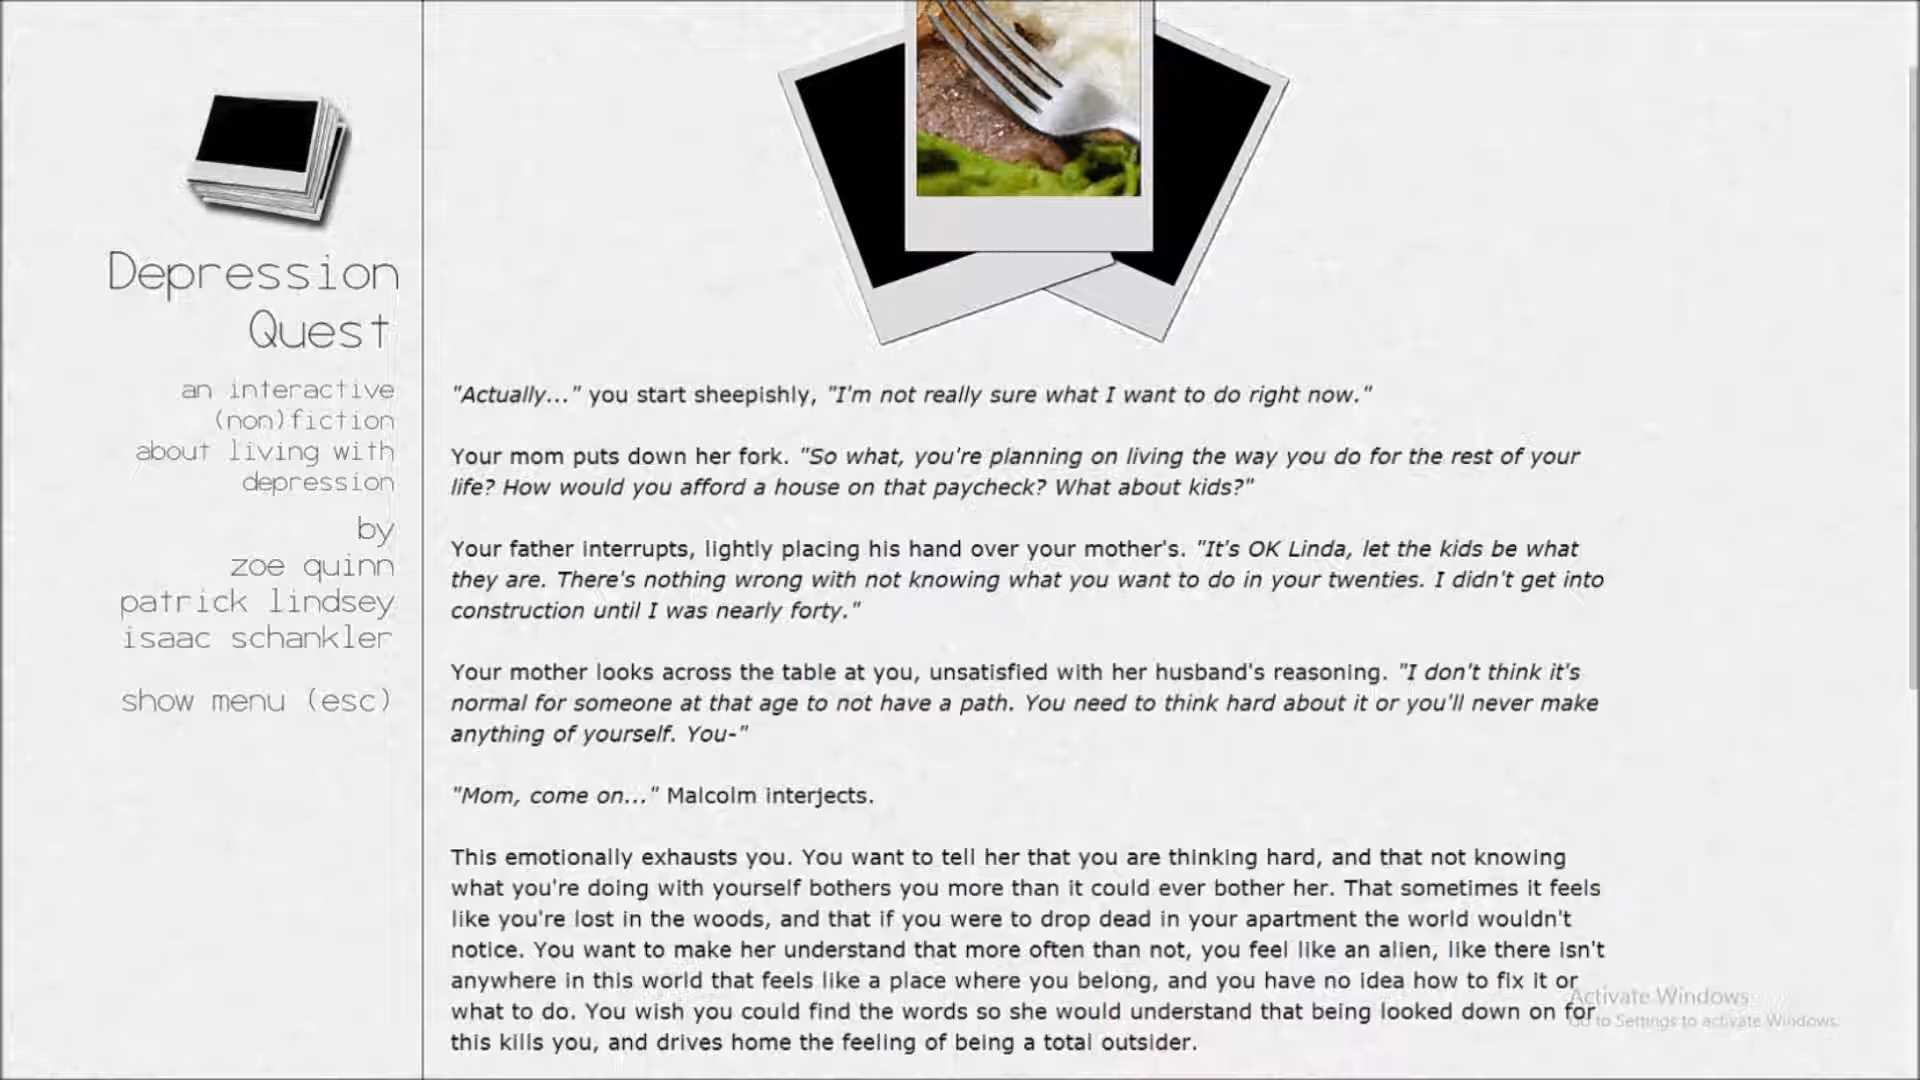 Depression
Quest
an interactive
(non)fiction
about living with
depression
by
zoe quinn
patrick lindsey
isaac schankler
show menu (esc)
"Actually..." you start sheepishly, "I'm not really sure what I want to do right now."
Your mom puts down her fork. "So what, you're planning on living the way you do for the rest of your
life? How would you afford a house on that paycheck? What about kids?"
Your father interrupts, lightly placing his hand over your mother's. "It's OK Linda, let the kids be what
they are. There's nothing wrong with not knowing what you want to do in your twenties. I didn't get into
construction until I was nearly forty."
Your mother looks across the table at you, unsatisfied with her husband's reasoning. "I don't think it's
normal for someone at that age to not have a path. You need to think hard about it or you'll never make
anything of yourself. You-"
"Mom, come on..." Malcolm interjects.
This emotionally exhausts you. You want to tell her that you are thinking hard, and that not knowing
what you're doing with yourself bothers you more than it could ever bother her. That sometimes it feels
like you're lost in the woods, and that if you were to drop dead in your apartment the world wouldn't
notice. You want to make her understand that more often than not, you feel like an alien, like there isn't
anywhere in this world that feels like a place where you belong, and you have no idea how to fix it or
what to do. You wish you could find the words so she would understand that being looked down on for
this kills you, and drives home the feeling of being a total outsider.
Activate Windows
Go to Settings to activate Windows.